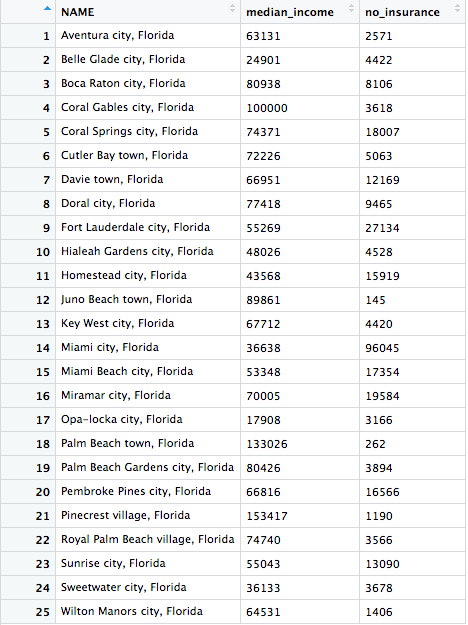 NAME median_income no_insurance
1 Aventura city, Florida 63131 2571
2 Belle Glade city, Florida 24901 4422
3 Boca Raton city, Florida 80938 8106
4 Coral Gables city, Florida 100000 3618
5 Coral Springs city, Florida 74371 18007
6 Cutler Bay town, Florida 72226 5063
7 Davie town, Florida 66951 12169
8 Doral city, Florida 77418 9465
9 Fort Lauderdale city, Florida 55269 27134
10 Hialeah Gardens city, Florida 48026 4528
11 Homestead city, Florida 43568 15919
12 Juno Beach town, Florida 89861 145
13 Key West city, Florida 67712 4420
14 Miami city, Florida 36638 96045
15 Miami Beach city, Florida 53348 17354
16 Miramar city, Florida 70005 19584
17 Opa-locka city, Florida 17908 3166
18 Palm Beach town, Florida 133026 262
19 Palm Beach Gardens city, Florida 80426 3894
20 Pembroke Pines city, Florida 66816 16566
21 Pinecrest village, Florida 153417 1190
22 Royal Palm Beach village, Florida 74740 3566
23 Sunrise city, Florida 55043 13090
24 Sweetwater city, Florida 36133 3678
25 Wilton Manors city, Florida 64531 1406